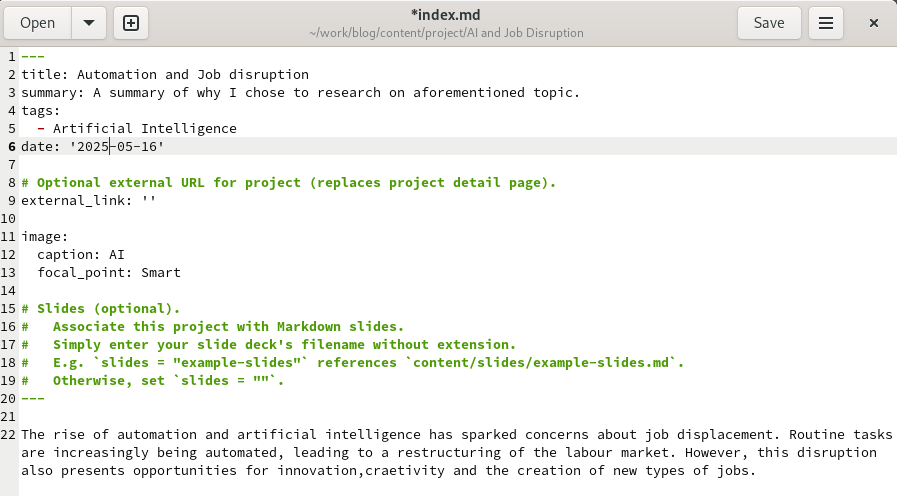 Open
*index.md
~/work/blog/content/project/AI and Job Disruption
Save
1 ---
2 title: Automation and Job disruption
3 summary: A summary of why I chose to research on aforementioned topic.
4 tags:
5   - Artificial Intelligence
6 date: '2025-05-16'
7
8 # Optional external URL for project (replaces project detail page).
9 external_link: ''
10
11 image:
12   caption: AI
13   focal_point: Smart
14
15 # Slides (optional).
16 #   Associate this project with Markdown slides.
17 #   Simply enter your slide deck's filename without extension.
18 #   E.g. `slides = "example-slides"` references `content/slides/example-slides.md`.
19 #   Otherwise, set `slides = ""`.
20 ---
21
22 The rise of automation and artificial intelligence has sparked concerns about job displacement. Routine tasks
are increasingly being automated, leading to a restructuring of the labour market. However, this disruption
also presents opportunities for innovation,craetivity and the creation of new types of jobs.